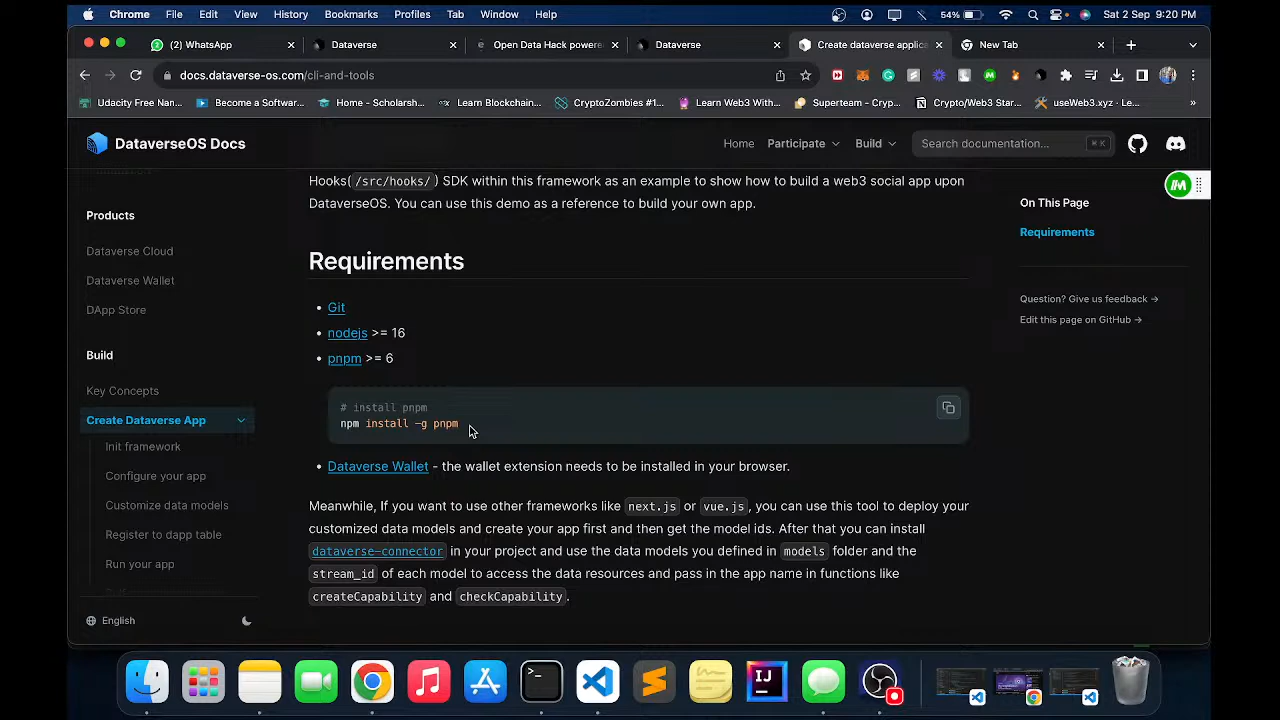 Chrome File Edit View History Bookmarks Profiles Tab Window Help 54% Sat 2 Sep 9:20 PM
(2) WhatsApp Dataverse Open Data Hack powere Dataverse Create dataverse applica New Tab
docs.dataverse-os.com/cli-and-tools
Udacity Free Nan... Become a Softwar... Home - Scholarsh... Learn Blockchain... CryptoZombies #1... Learn Web3 With... Superteam - Cryp... Crypto/Web3 Star... useWeb3.xyz - Le... »
DataverseOS Docs
Home Participate Build Search documentation... ⌘ K
Hooks( /src/hooks/ ) SDK within this framework as an example to show how to build a web3 social app upon
DataverseOS. You can use this demo as a reference to build your own app.
Products
Dataverse Cloud
Dataverse Wallet
DApp Store
Build
Key Concepts
Create Dataverse App
Init framework
Configure your app
Customize data models
Register to dapp table
Run your app
English
Requirements
• Git
• nodejs >= 16
• pnpm >= 6
# install pnpm
npm install -g pnpm
• Dataverse Wallet - the wallet extension needs to be installed in your browser.
Meanwhile, If you want to use other frameworks like next.js or vue.js, you can use this tool to deploy your
customized data models and create your app first and then get the model ids. After that you can install
dataverse-connector in your project and use the data models you defined in models folder and the
stream_id of each model to access the data resources and pass in the app name in functions like
createCapability and checkCapability.
On This Page
Requirements
Question? Give us feedback →
Edit this page on GitHub →
IJ